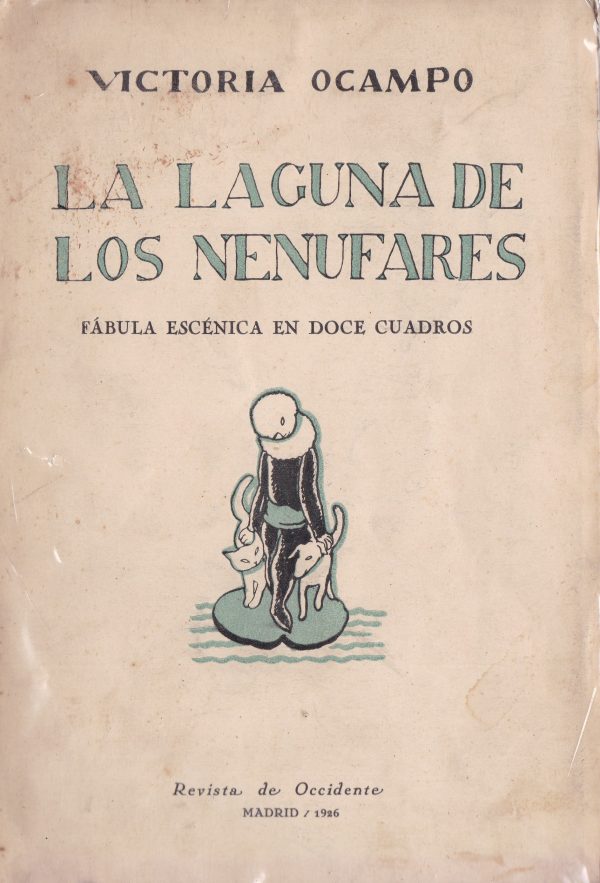 VICTORIA OCAMPO
LA LAGUNA DE
LOS NENUFARES
FÁBULA ESCÉNICA EN DOCE CUADROS
Revista de Occidente
MADRID / 1926